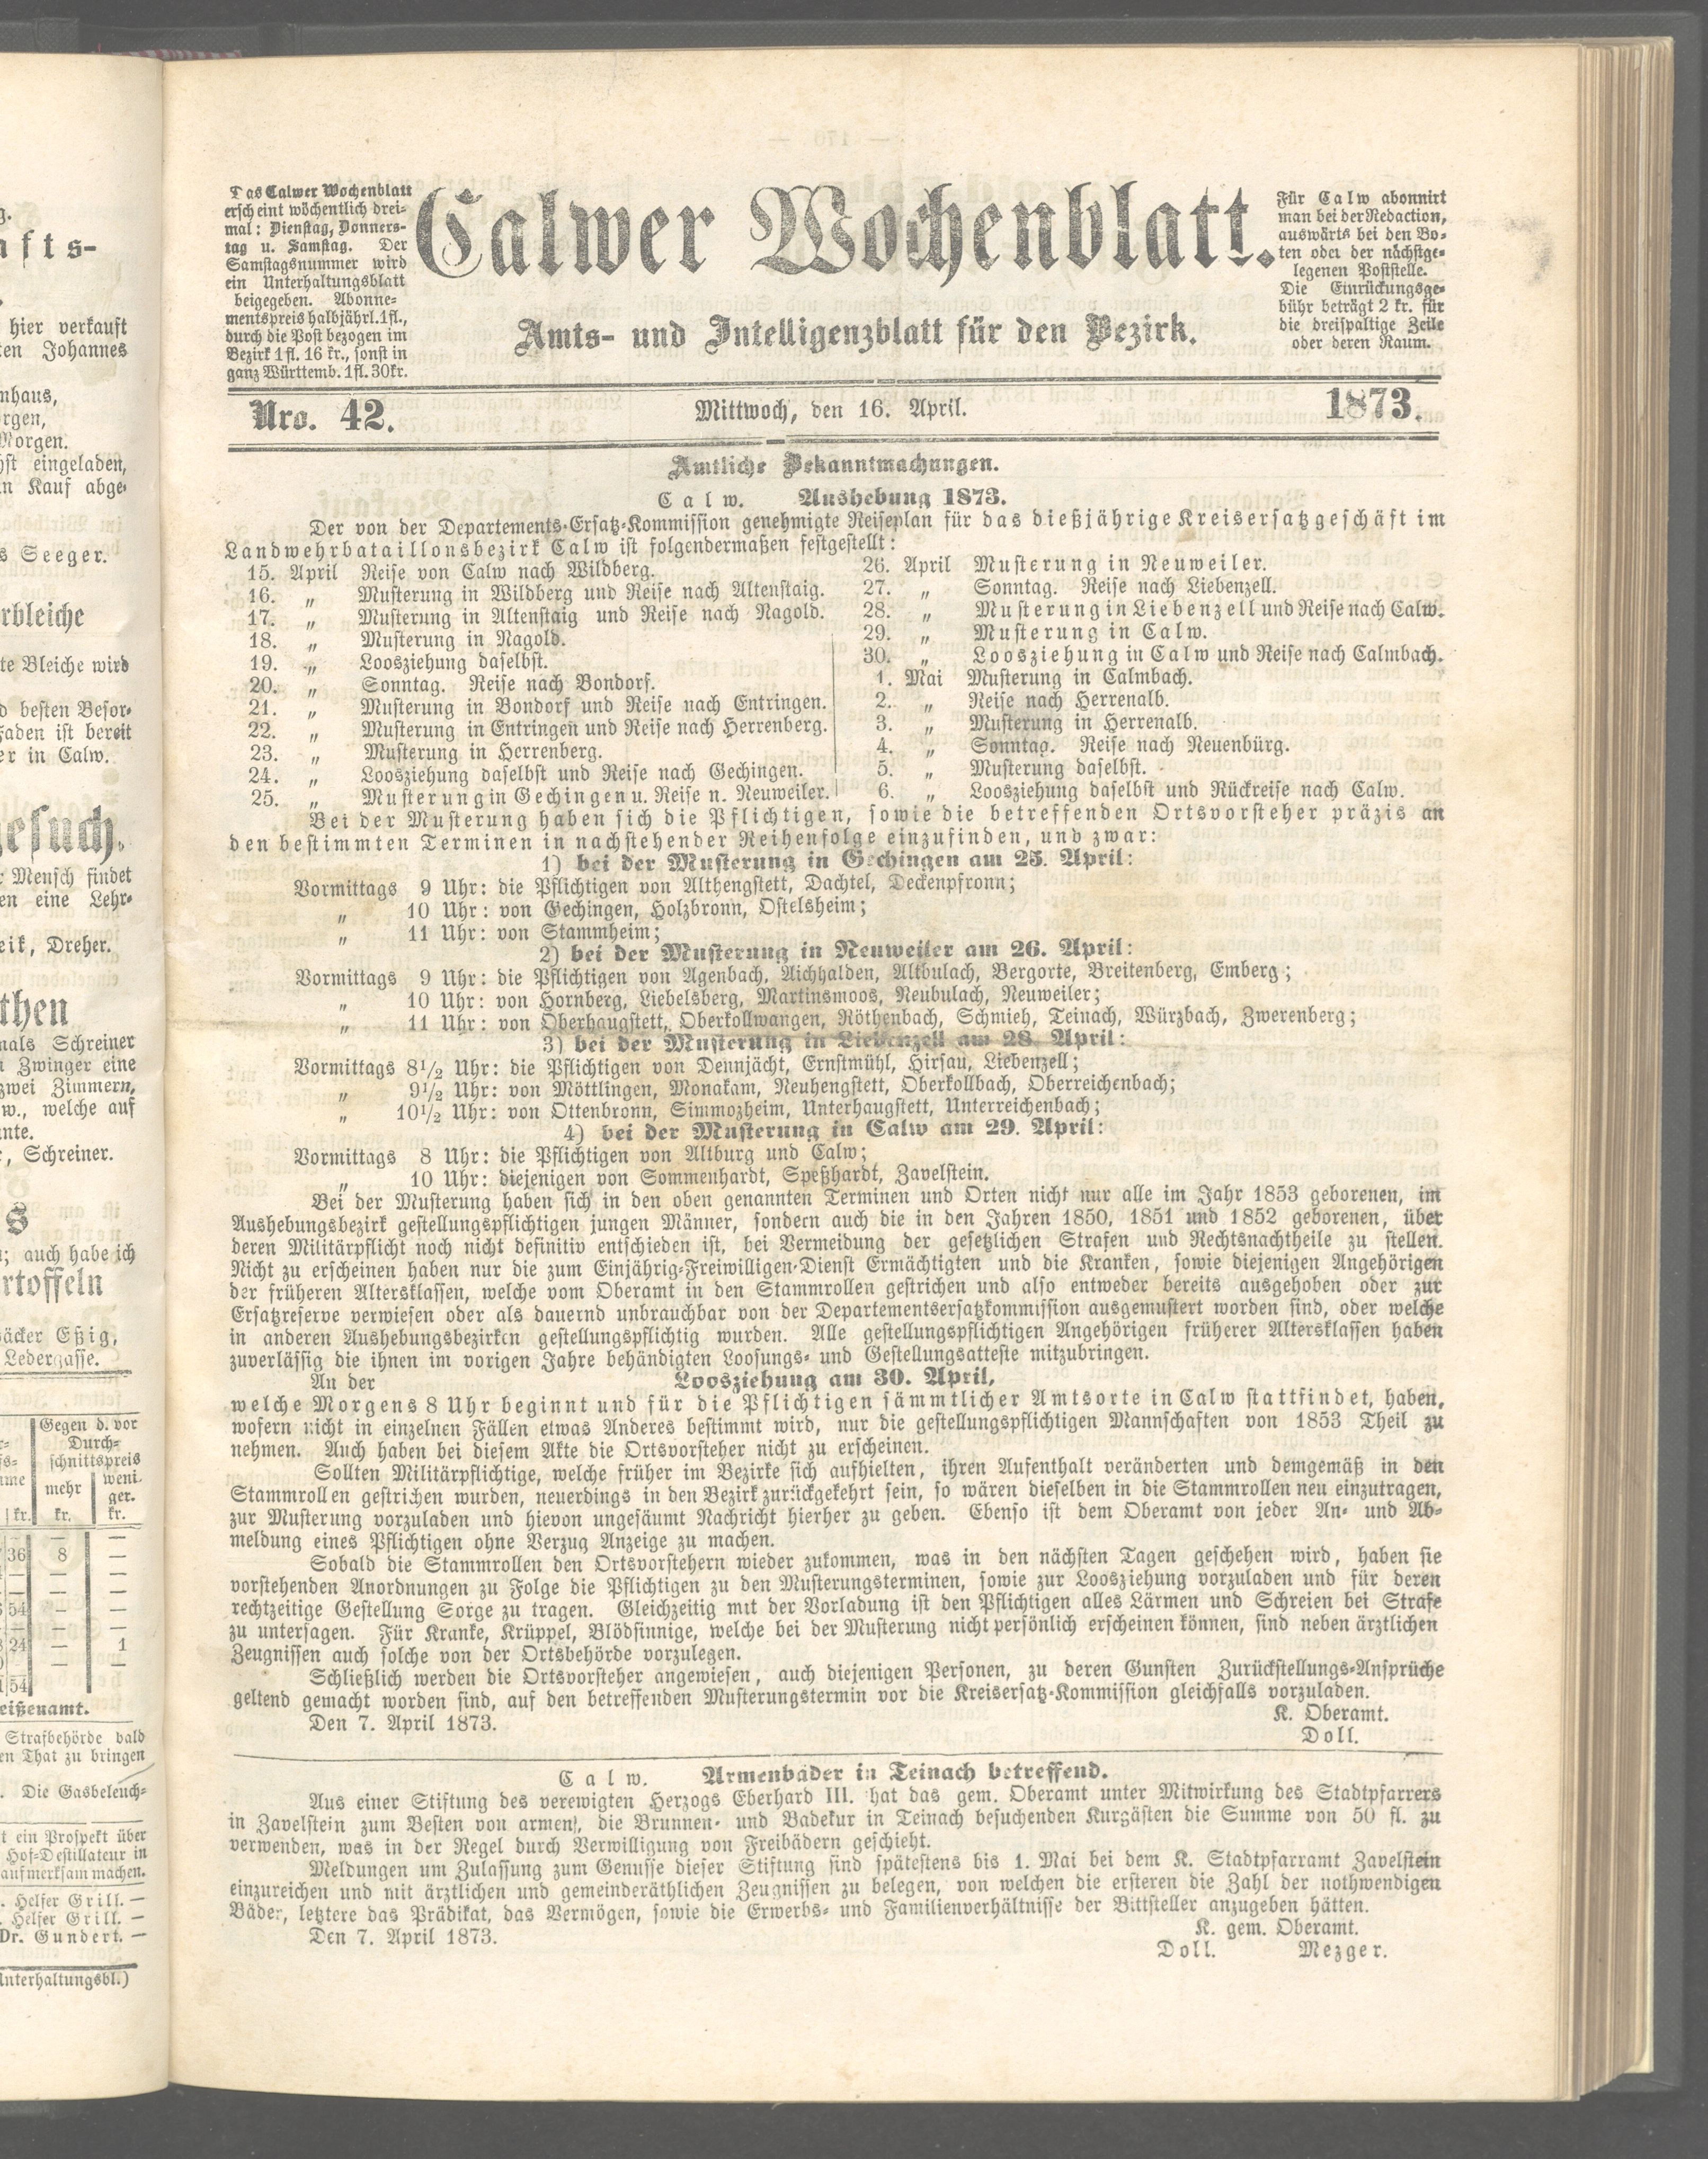 Das Calwer Wochenblatt
erscheint wöchentlich drei-
mal: Dienstag, Donners-
tag u. Samstag. Der
Samstagsnummer wird
ein Unterhaltungsblatt
beigegeben. Abonne-
mentspreis halbjährl. 1 fl.,
durch die Post bezogen im
Bezirk 1 fl. 16 kr., sonst in
ganz Württemb. 1 fl. 30 kr.
Calwer Wochenblatt.
Amts- und Intelligenzblatt für den Bezirk.
Für Calw abonnirt
man bei der Redaction,
auswärts bei den Bo-
ten oder der nächstge-
legenen Poststelle.
Die Einrückungsge-
bühr beträgt 2 kr. für
die dreispaltige Zeile
oder deren Raum.
Nro. 42.
Mittwoch, den 16. April.
1873.
Amtliche Bekanntmachungen.
Calw. Aushebung 1873.
Der von der Departements-Ersatz-Kommission genehmigte Reiseplan für das dießjährige Kreisersatzgeschäft im
Landwehrbataillonsbezirk Calw ist folgendermaßen festgestellt:
15. April Reise von Calw nach Wildberg.
16. „ Musterung in Wildberg und Reise nach Altenstaig.
17. „ Musterung in Altenstaig und Reise nach Nagold.
18. „ Musterung in Nagold.
19. „ Loosziehung daselbst.
20. „ Sonntag. Reise nach Bondorf.
21. „ Musterung in Bondorf und Reise nach Entringen.
22. „ Musterung in Entringen und Reise nach Herrenberg.
23. „ Musterung in Herrenberg.
24. „ Loosziehung daselbst und Reise nach Gechingen.
25. „ Musterung in Gechingen u. Reise n. Neuweiler.
26. April Musterung in Neuweiler.
27. „ Sonntag. Reise nach Liebenzell.
28. „ Musterung in Liebenzell und Reise nach Calw.
29. „ Musterung in Calw.
30. „ Loosziehung in Calw und Reise nach Calmbach.
1. Mai Musterung in Calmbach.
2. „ Reise nach Herrenalb.
3. „ Musterung in Herrenalb.
4. „ Sonntag. Reise nach Neuenbürg.
5. „ Musterung daselbst.
6. „ Loosziehung daselbst und Rückreise nach Calw.
Bei der Musterung haben sich die Pflichtigen, sowie die betreffenden Ortsvorsteher präzis an
den bestimmten Terminen in nachstehender Reihenfolge einzufinden, und zwar:
1) bei der Musterung in Gechingen am 25. April:
Vormittags 9 Uhr: die Pflichtigen von Althengstett, Dachtel, Deckenpfronn;
„ 10 Uhr: von Gechingen, Holzbronn, Ostelsheim;
„ 11 Uhr: von Stammheim;
2) bei der Musterung in Neuweiler am 26. April:
Vormittags 9 Uhr: die Pflichtigen von Agenbach, Aichhalden, Altbulach, Bergorte, Breitenberg, Emberg;
„ 10 Uhr: von Hornberg, Liebelsberg, Martinsmoos, Neubulach, Neuweiler;
„ 11 Uhr: von Oberhaugstett, Oberkollwangen, Röthenbach, Schmieh, Teinach, Würzbach, Zwerenberg;
3) bei der Musterung in Liebenzell am 28. April:
Vormittags 8½ Uhr: die Pflichtigen von Dennjächt, Ernstmühl, Hirsau, Liebenzell;
„ 9½ Uhr: von Möttlingen, Monakam, Neuhengstett, Oberkollbach, Oberreichenbach;
„ 10½ Uhr: von Ottenbronn, Simmozheim, Unterhaugstett, Unterreichenbach;
4) bei der Musterung in Calw am 29. April:
Vormittags 8 Uhr: die Pflichtigen von Altburg und Calw;
„ 10 Uhr: diejenigen von Sommenhardt, Speßhardt, Zavelstein.
Bei der Musterung haben sich in den oben genannten Terminen und Orten nicht nur alle im Jahr 1853 geborenen, im
Aushebungsbezirk gestellungspflichtigen jungen Männer, sondern auch die in den Jahren 1850, 1851 und 1852 geborenen, über
deren Militärpflicht noch nicht definitiv entschieden ist, bei Vermeidung der gesetzlichen Strafen und Rechtsnachtheile zu stellen.
Nicht zu erscheinen haben nur die zum Einjährig-Freiwilligen-Dienst Ermächtigten und die Kranken, sowie diejenigen Angehörigen
der früheren Altersklassen, welche vom Oberamt in den Stammrollen gestrichen und also entweder bereits ausgehoben oder zur
Ersatzreserve verwiesen oder als dauernd unbrauchbar von der Departementsersatzkommission ausgemustert worden sind, oder welche
in anderen Aushebungsbezirken gestellungspflichtig wurden. Alle gestellungspflichtigen Angehörigen früherer Altersklassen haben
zuverlässig die ihnen im vorigen Jahre behändigten Loosungs- und Gestellungsatteste mitzubringen.
An der Loosziehung am 30. April,
welche Morgens 8 Uhr beginnt und für die Pflichtigen sämmtlicher Amtsorte in Calw stattfindet, haben,
wofern nicht in einzelnen Fällen etwas Anderes bestimmt wird, nur die gestellungspflichtigen Mannschaften von 1853 Theil zu
nehmen. Auch haben bei diesem Akte die Ortsvorsteher nicht zu erscheinen.
Sollten Militärpflichtige, welche früher im Bezirke sich aufhielten, ihren Aufenthalt veränderten und demgemäß in den
Stammrollen gestrichen wurden, neuerdings in den Bezirk zurückgekehrt sein, so wären dieselben in die Stammrollen neu einzutragen,
zur Musterung vorzuladen und hievon ungesäumt Nachricht hierher zu geben. Ebenso ist dem Oberamt von jeder An- und Ab-
meldung eines Pflichtigen ohne Verzug Anzeige zu machen.
Sobald die Stammrollen den Ortsvorstehern wieder zukommen, was in den nächsten Tagen geschehen wird, haben sie
vorstehenden Anordnungen zu Folge die Pflichtigen zu den Musterungsterminen, sowie zur Loosziehung vorzuladen und für deren
rechtzeitige Gestellung Sorge zu tragen. Gleichzeitig mit der Vorladung ist den Pflichtigen alles Lärmen und Schreien bei Strafe
zu untersagen. Für Kranke, Krüppel, Blödsinnige, welche bei der Musterung nicht persönlich erscheinen können, sind neben ärztlichen
Zeugnissen auch solche von der Ortsbehörde vorzulegen.
Schließlich werden die Ortsvorsteher angewiesen, auch diejenigen Personen, zu deren Gunsten Zurückstellungs-Ansprüche
geltend gemacht worden sind, auf den betreffenden Musterungstermin vor die Kreisersatz-Kommission gleichfalls vorzuladen.
Den 7. April 1873. K. Oberamt.
Doll.
Calw. Armenbäder in Teinach betreffend.
Aus einer Stiftung des verewigten Herzogs Eberhard III. hat das gem. Oberamt unter Mitwirkung des Stadtpfarrers
in Zavelstein zum Besten von armen, die Brunnen- und Badekur in Teinach besuchenden Kurgästen die Summe von 50 fl. zu
verwenden, was in der Regel durch Verwilligung von Freibädern geschieht.
Meldungen um Zulassung zum Genusse dieser Stiftung sind spätestens bis 1. Mai bei dem K. Stadtpfarramt Zavelstein
einzureichen und mit ärztlichen und gemeinderäthlichen Zeugnissen zu belegen, von welchen die ersteren die Zahl der nothwendigen
Bäder, letztere das Prädikat, das Vermögen, sowie die Erwerbs- und Familienverhältnisse der Bittsteller anzugeben hätten.
Den 7. April 1873. K. gem. Oberamt.
Doll. Mezger.